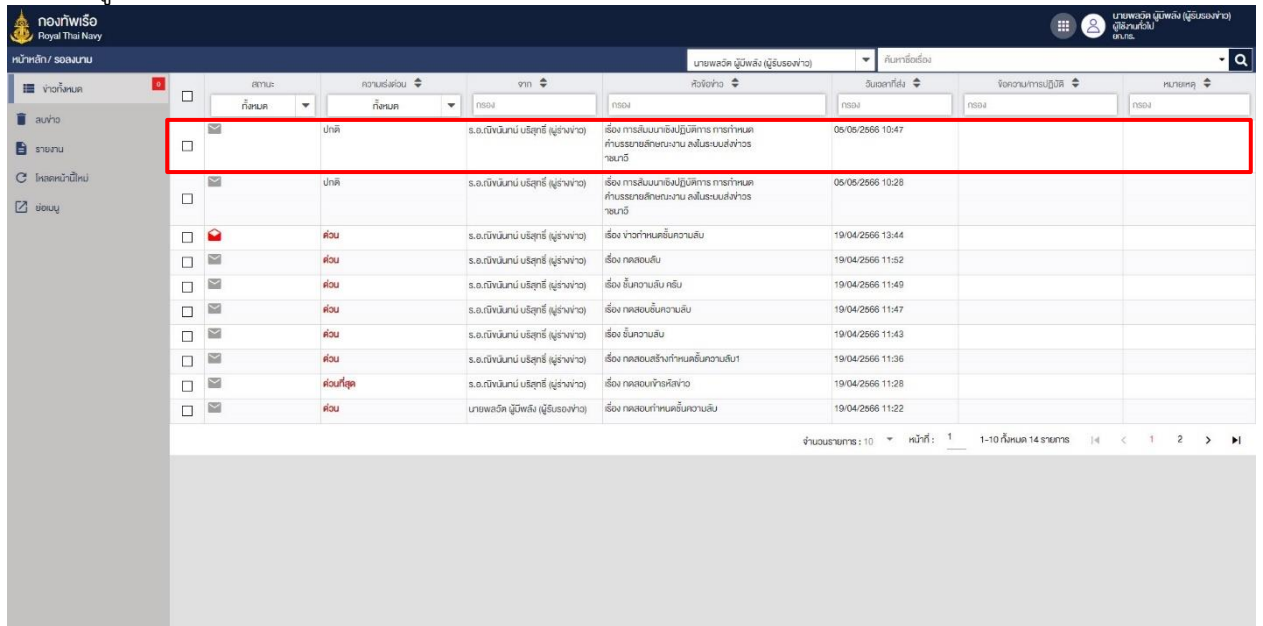 กองทัพเรือ
Royal Thai Navy
นายพลวัต ผู้มีพลัง (ผู้รับรองข่าว)
ผู้ใช้งานทั่วไป
ยก.ทร.
หน้าหลัก/ รอลงนาม
นายพลวัต ผู้มีพลัง (ผู้รับรองข่าว)
ค้นหาชื่อเรื่อง
ข่าวทั้งหมด
0
ลบข่าว
รายงาน
โหลดหน้านี้ใหม่
ย่อเมนู
สถานะ ความเร่งด่วน จาก หัวข้อข่าว วันเวลาที่ส่ง ข้อความ/การปฏิบัติ หมายเหตุ
ทั้งหมด ทั้งหมด กรอง กรอง กรอง กรอง กรอง
ปกติ ร.อ.ณัฐนันทน์ บริสุทธิ์ (ผู้ร่างข่าว) เรื่อง การสัมมนาเชิงปฏิบัติการ การกำหนด 05/05/2566 10:47
คำบรรยายลักษณะงาน ลงในระบบส่งข่าวร
าชนาวี
ปกติ ร.อ.ณัฐนันทน์ บริสุทธิ์ (ผู้ร่างข่าว) เรื่อง การสัมมนาเชิงปฏิบัติการ การกำหนด 05/05/2566 10:28
คำบรรยายลักษณะงาน ลงในระบบส่งข่าวร
าชนาวี
ด่วน ร.อ.ณัฐนันทน์ บริสุทธิ์ (ผู้ร่างข่าว) เรื่อง ข่าวกำหนดชั้นความลับ 19/04/2566 13:44
ด่วน ร.อ.ณัฐนันทน์ บริสุทธิ์ (ผู้ร่างข่าว) เรื่อง ทดสอบลับ 19/04/2566 11:52
ด่วน ร.อ.ณัฐนันทน์ บริสุทธิ์ (ผู้ร่างข่าว) เรื่อง ชั้นความลับ ครับ 19/04/2566 11:49
ด่วน ร.อ.ณัฐนันทน์ บริสุทธิ์ (ผู้ร่างข่าว) เรื่อง ทดสอบชั้นความลับ 19/04/2566 11:47
ด่วน ร.อ.ณัฐนันทน์ บริสุทธิ์ (ผู้ร่างข่าว) เรื่อง ชั้นความลับ 19/04/2566 11:43
ด่วน ร.อ.ณัฐนันทน์ บริสุทธิ์ (ผู้ร่างข่าว) เรื่อง ทดสอบสร้างกำหนดชั้นความลับ1 19/04/2566 11:36
ด่วนที่สุด ร.อ.ณัฐนันทน์ บริสุทธิ์ (ผู้ร่างข่าว) เรื่อง ทดสอบเข้ารหัสข่าว 19/04/2566 11:28
ด่วน นายพลวัต ผู้มีพลัง (ผู้รับรองข่าว) เรื่อง ทดสอบกำหนดชั้นความลับ 19/04/2566 11:22
จำนวนรายการ : 10 หน้าที่ : 1 1-10 ทั้งหมด 14 รายการ 1 2